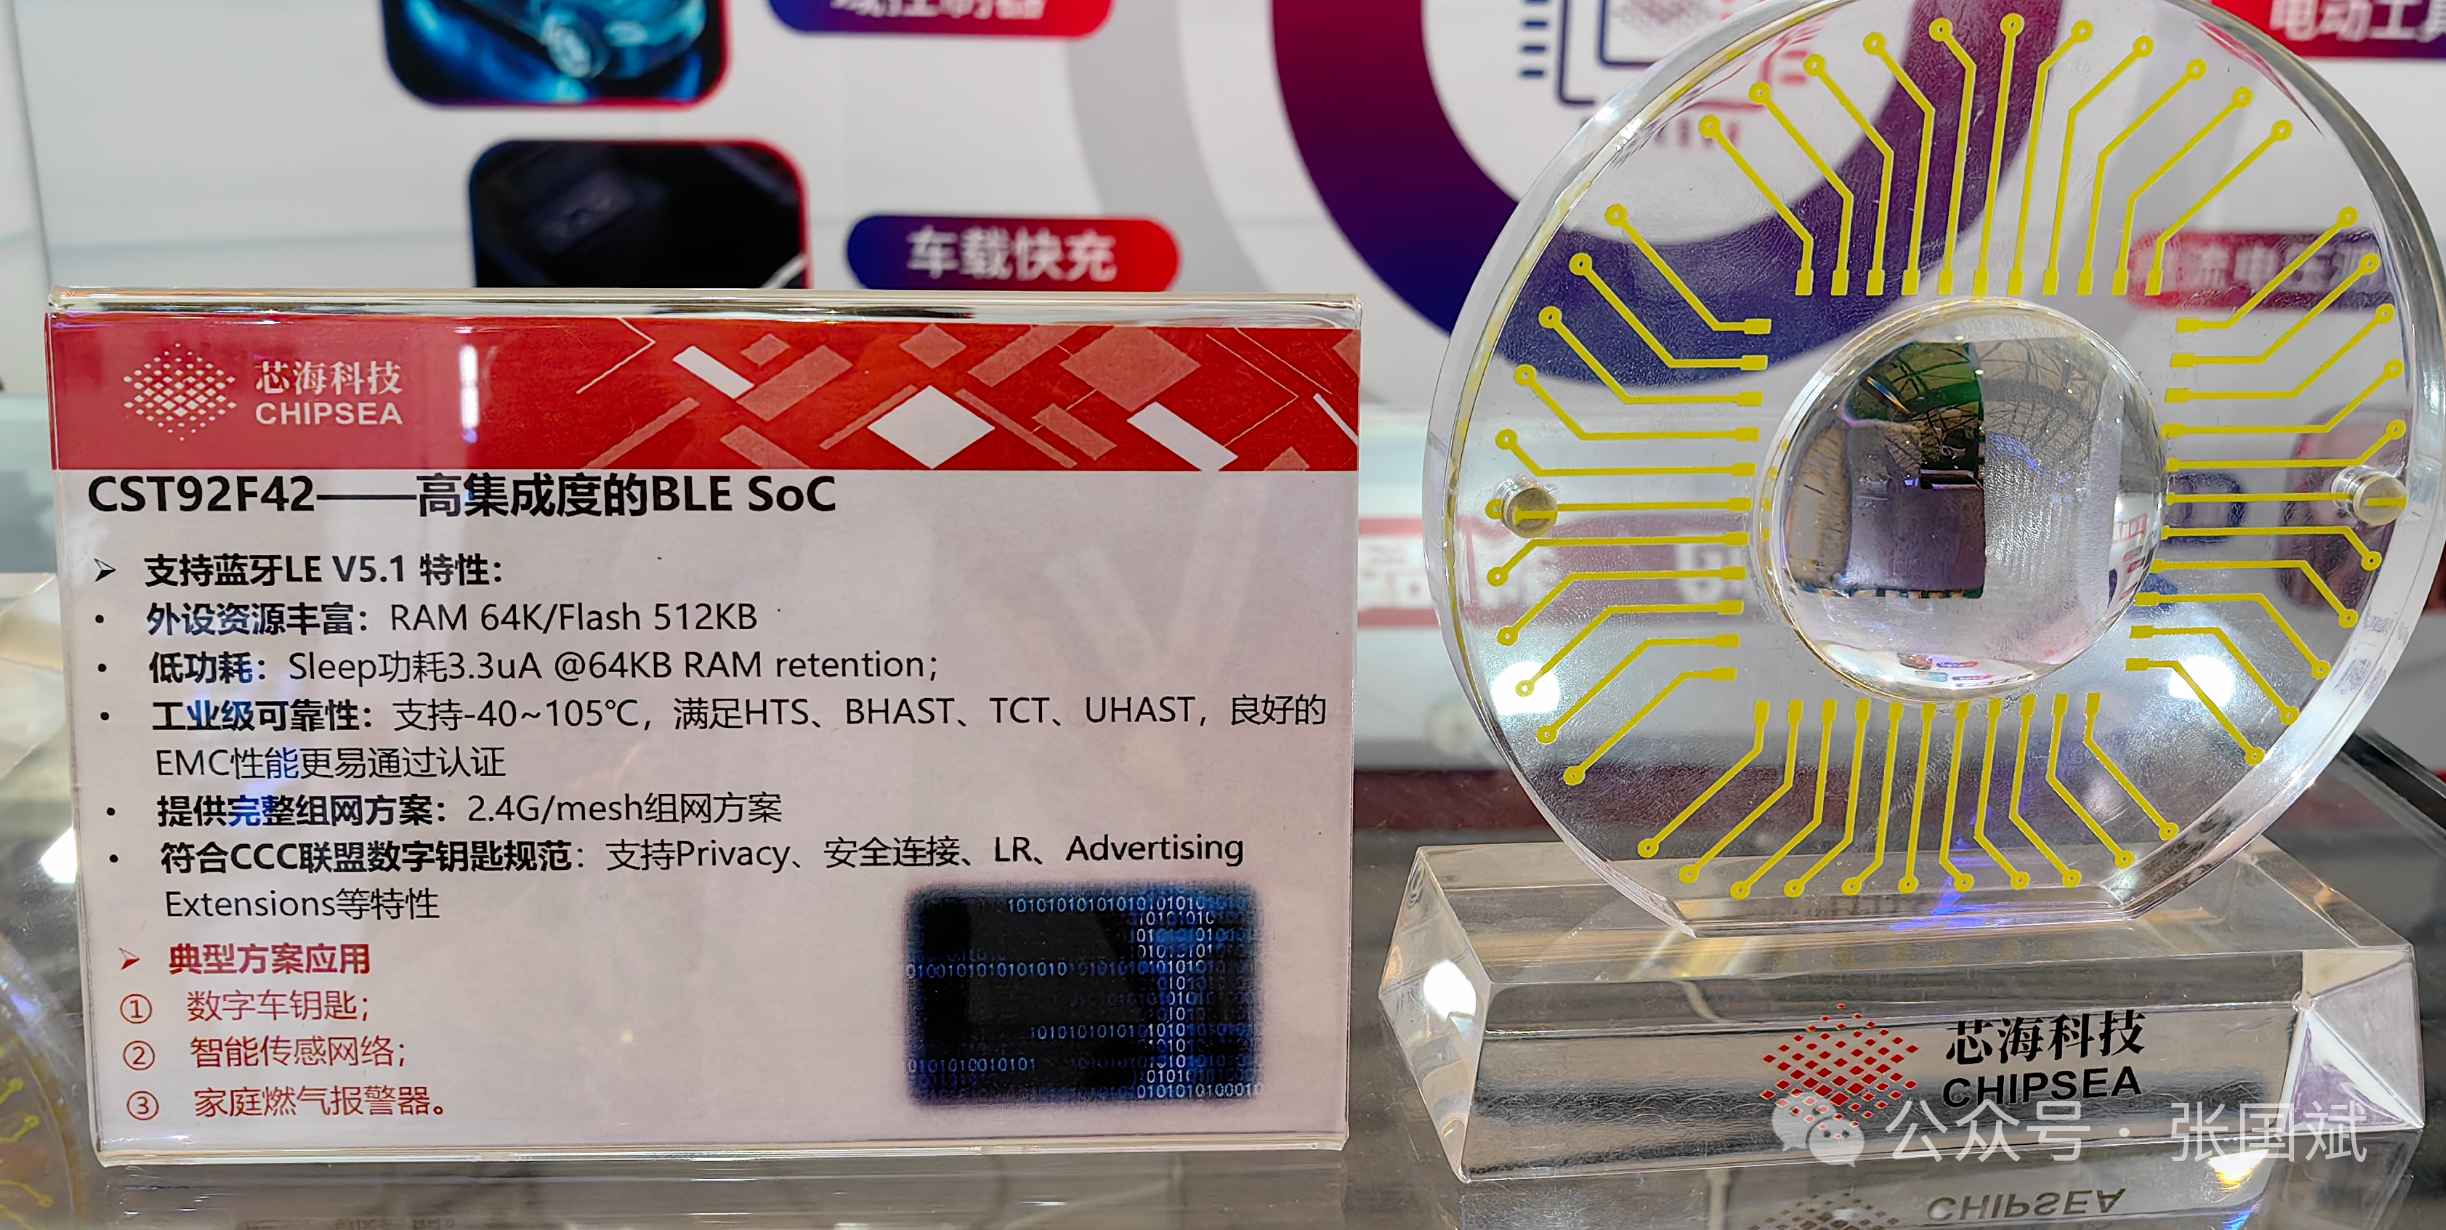 车载快充
芯海科技
CHIPSEA
CST92F42——高集成度的BLE SoC
➢ 支持蓝牙LE V5.1 特性：
• 外设资源丰富：RAM 64K/Flash 512KB
• 低功耗：Sleep功耗3.3uA @64KB RAM retention；
• 工业级可靠性：支持-40~105℃，满足HTS、BHAST、TCT、UHAST，良好的
EMC性能更易通过认证
• 提供完整组网方案：2.4G/mesh组网方案
• 符合CCC联盟数字钥匙规范：支持Privacy、安全连接、LR、Advertising
Extensions等特性
➢ 典型方案应用
① 数字车钥匙；
② 智能传感网络；
③ 家庭燃气报警器。
电动工具
芯海科技
CHIPSEA
公众号·张国斌
CHIPSEA